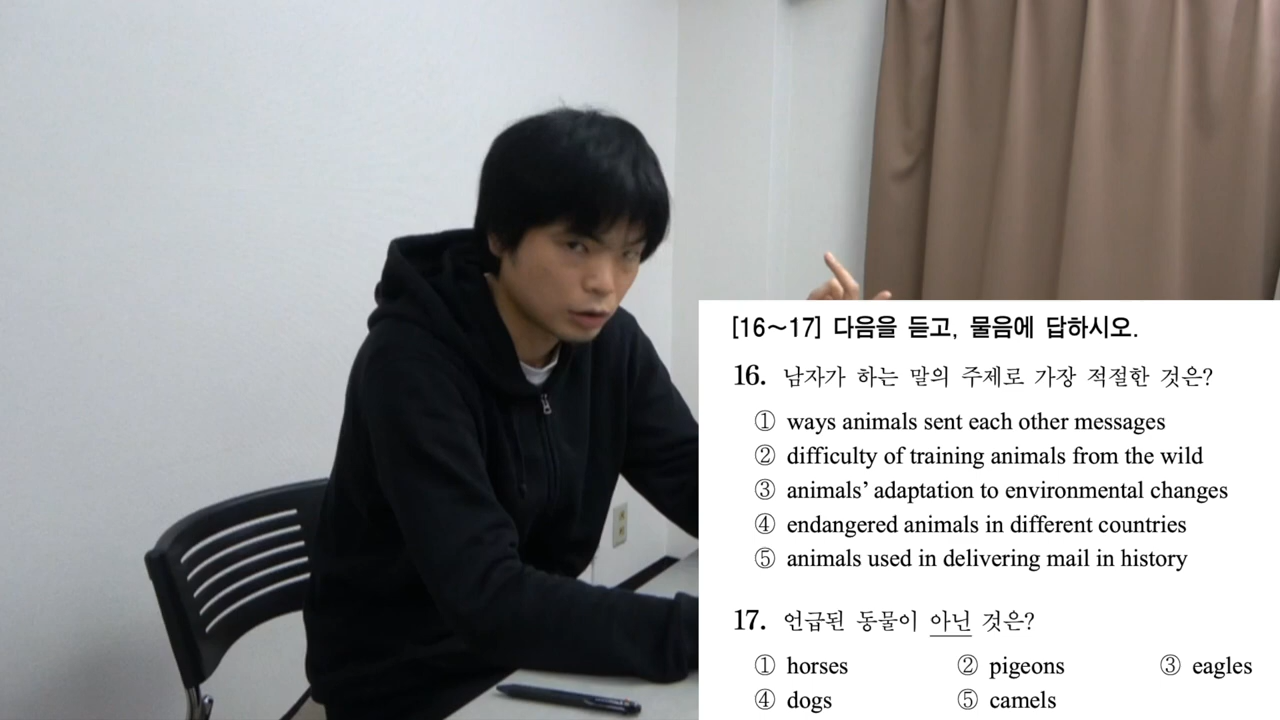 [16～17] 다음을 듣고, 물음에 답하시오.
16. 남자가 하는 말의 주제로 가장 적절한 것은?
① ways animals sent each other messages
② difficulty of training animals from the wild
③ animals’ adaptation to environmental changes
④ endangered animals in different countries
⑤ animals used in delivering mail in history
17. 언급된 동물이 아닌 것은?
① horses ② pigeons ③ eagles
④ dogs ⑤ camels